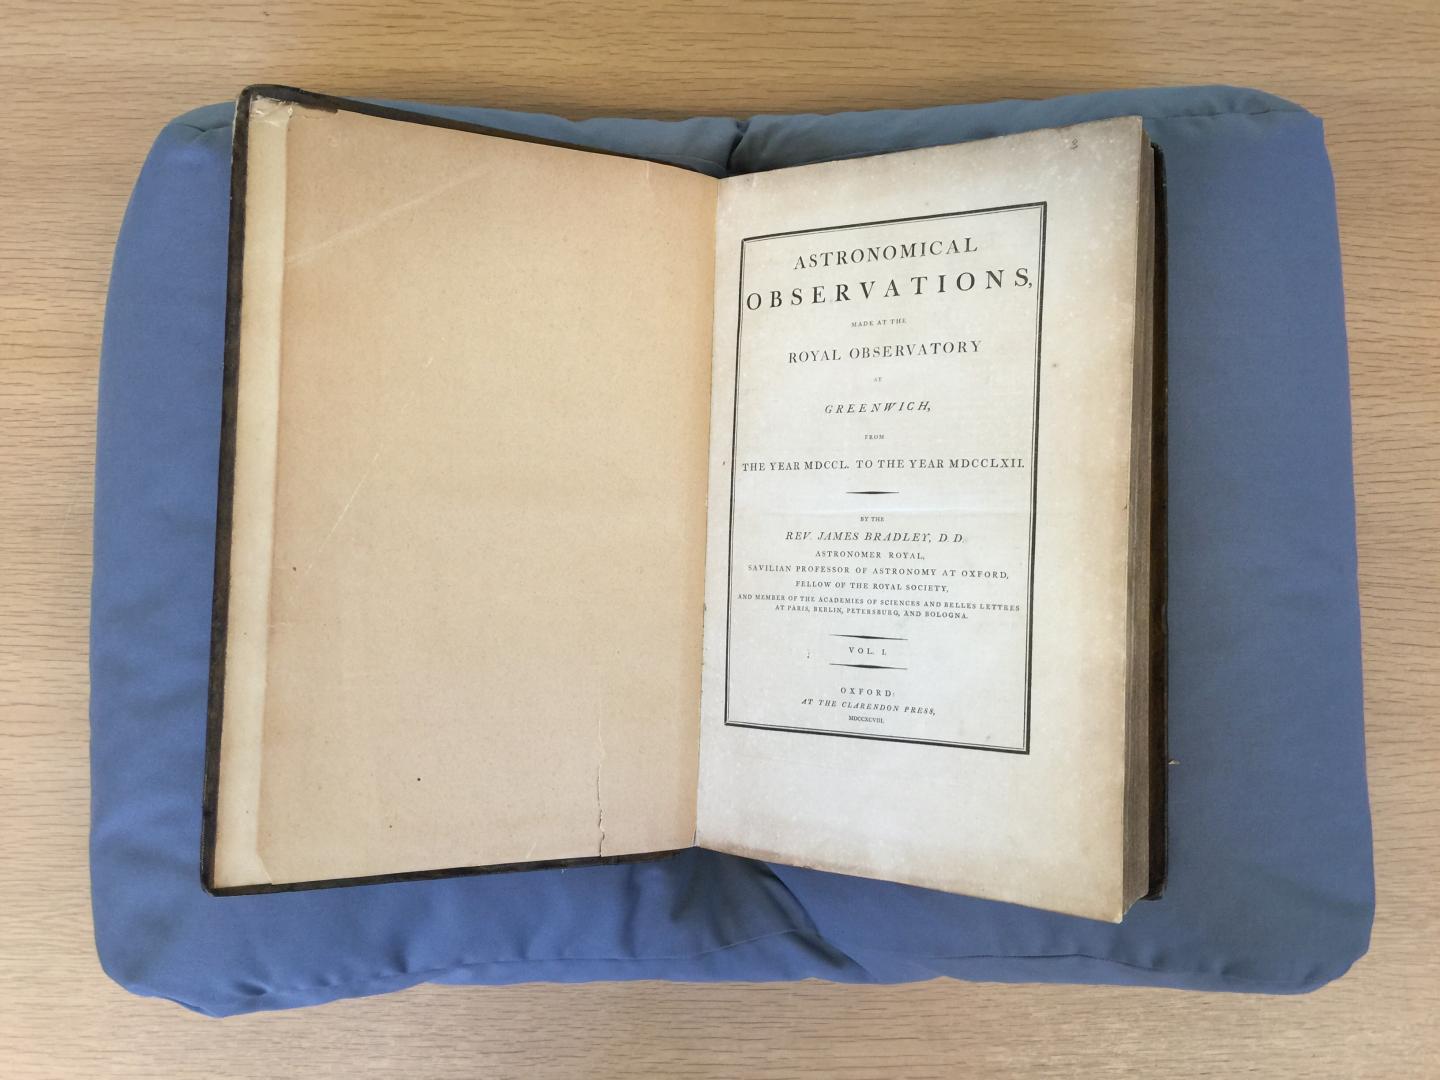 3
ASTRONOMICAL
OBSERVATIONS,
MADE AT THE
ROYAL OBSERVATORY
AT
GREENWICH,
FROM
THE YEAR MDCCL. TO THE YEAR MDCCLXII.
BY THE
REV. JAMES BRADLEY, D.D.
ASTRONOMER ROYAL,
SAVILIAN PROFESSOR OF ASTRONOMY AT OXFORD,
FELLOW OF THE ROYAL SOCIETY,
AND MEMBER OF THE ACADEMIES OF SCIENCES AND BELLES LETTRES
AT PARIS, BERLIN, PETERSBURG, AND BOLOGNA.
VOL. I.
OXFORD:
AT THE CLARENDON PRESS,
MDCCXCVIII.